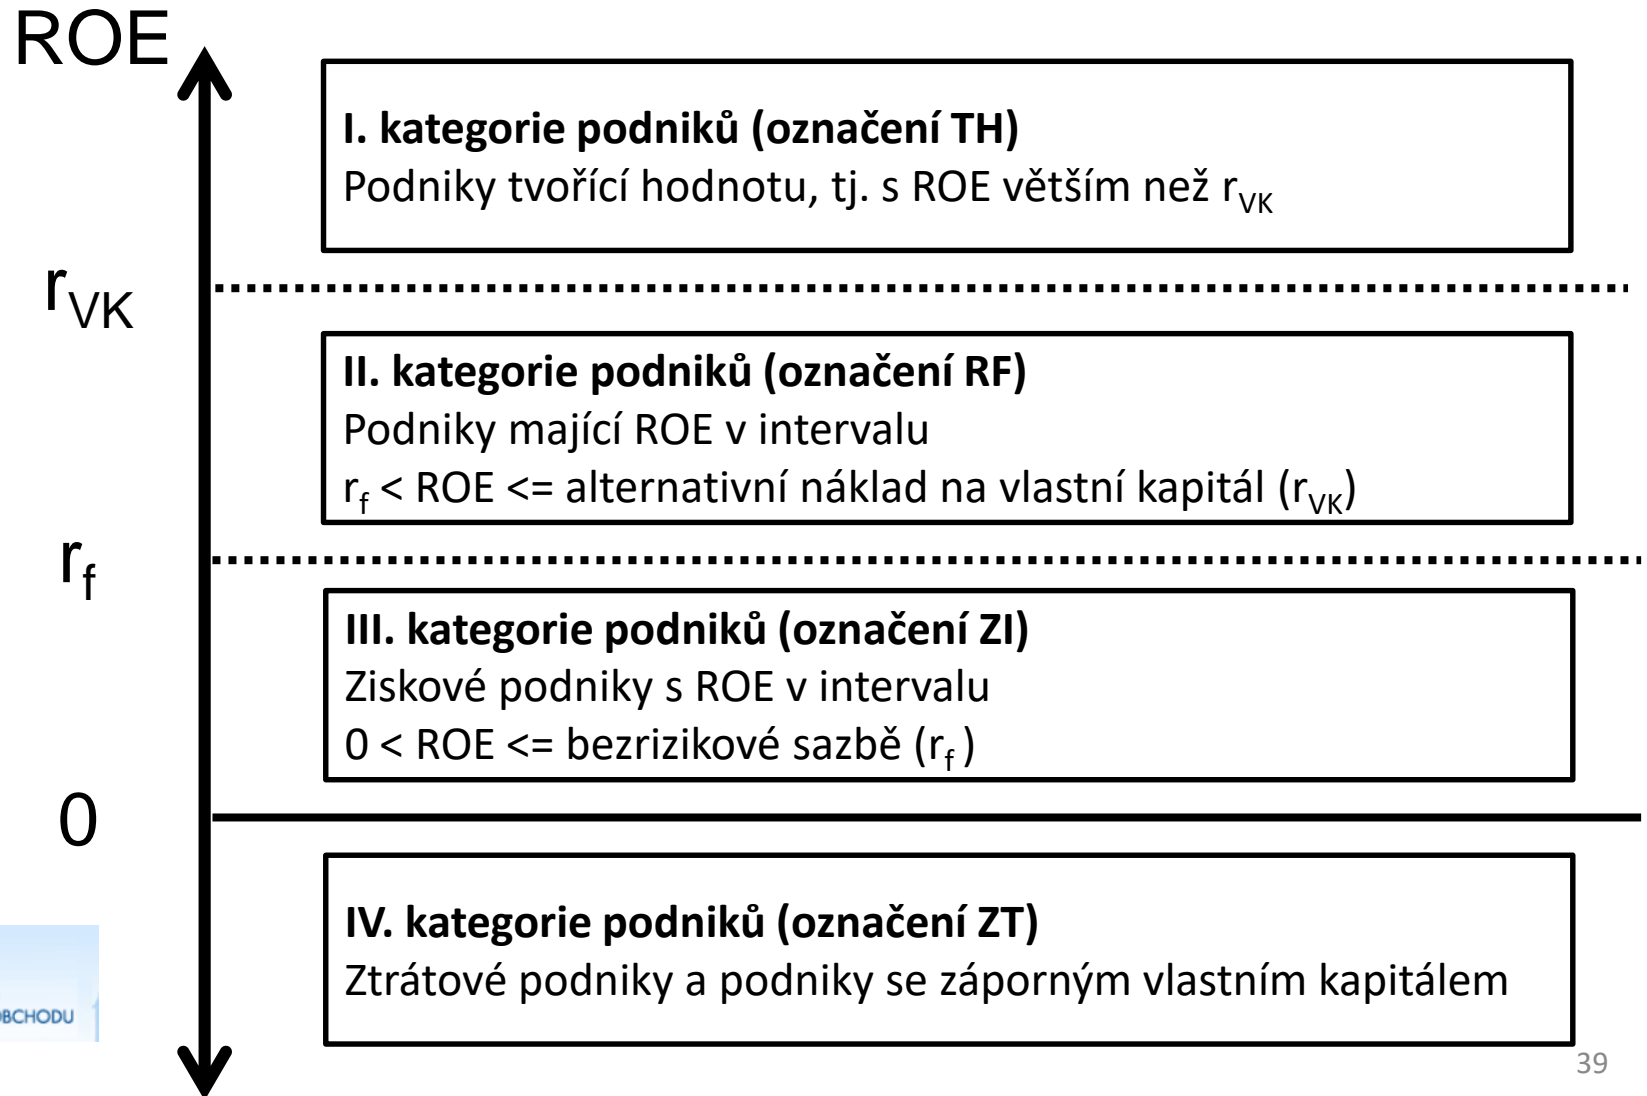 ROE
I. kategorie podniků (označení TH)
Podniky tvořící hodnotu, tj. s ROE větším než rVK
rVK
II. kategorie podniků (označení RF)
Podniky mající ROE v intervalu
rf < ROE <= alternativní náklad na vlastní kapitál (rVK)
rf
III. kategorie podniků (označení ZI)
Ziskové podniky s ROE v intervalu
0 < ROE <= bezrizikové sazbě (rf )
0
IV. kategorie podniků (označení ZT)
Ztrátové podniky a podniky se záporným vlastním kapitálem
39